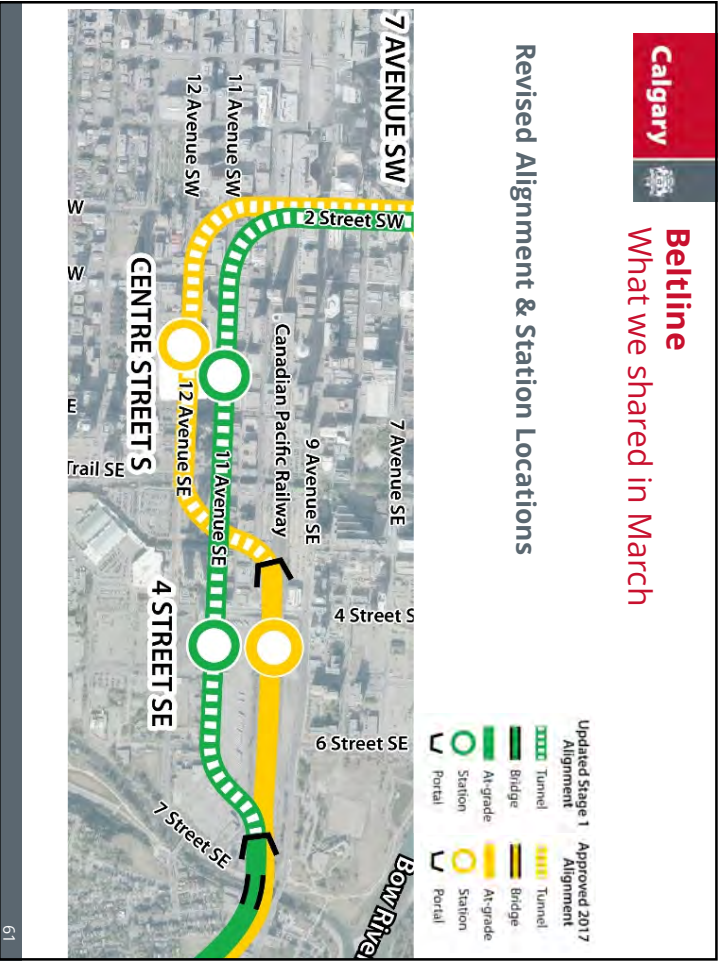 Calgary
Beltline
What we shared in March
Revised Alignment & Station Locations
Updated Stage 1
Alignment
Tunnel
Bridge
At-grade
Station
Portal
Approved 2017
Alignment
Tunnel
Bridge
At-grade
Station
Portal
7 AVENUE SW
2 Street SW
11 Avenue SW
12 Avenue SW
7 Avenue SE
9 Avenue SE
Canadian Pacific Railway
11 Avenue SE
12 Avenue SE
CENTRE STREET S
4 Street S
4 STREET SE
6 Street SE
7 Street SE
Bow Rive
W
W
E
Trail SE
61